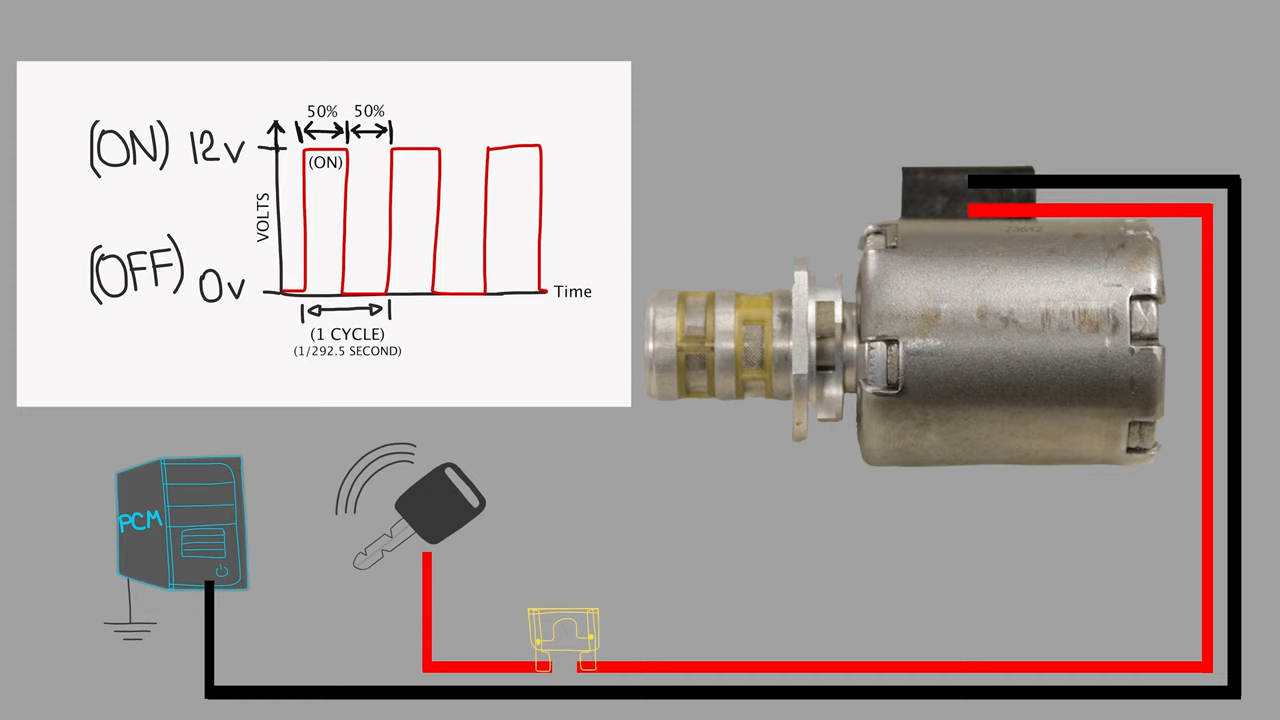 50% 50%
(ON) 12v
(ON)
VOLTS
(OFF) 0v
Time
(1 CYCLE)
(1/292.5 SECOND)
PCM